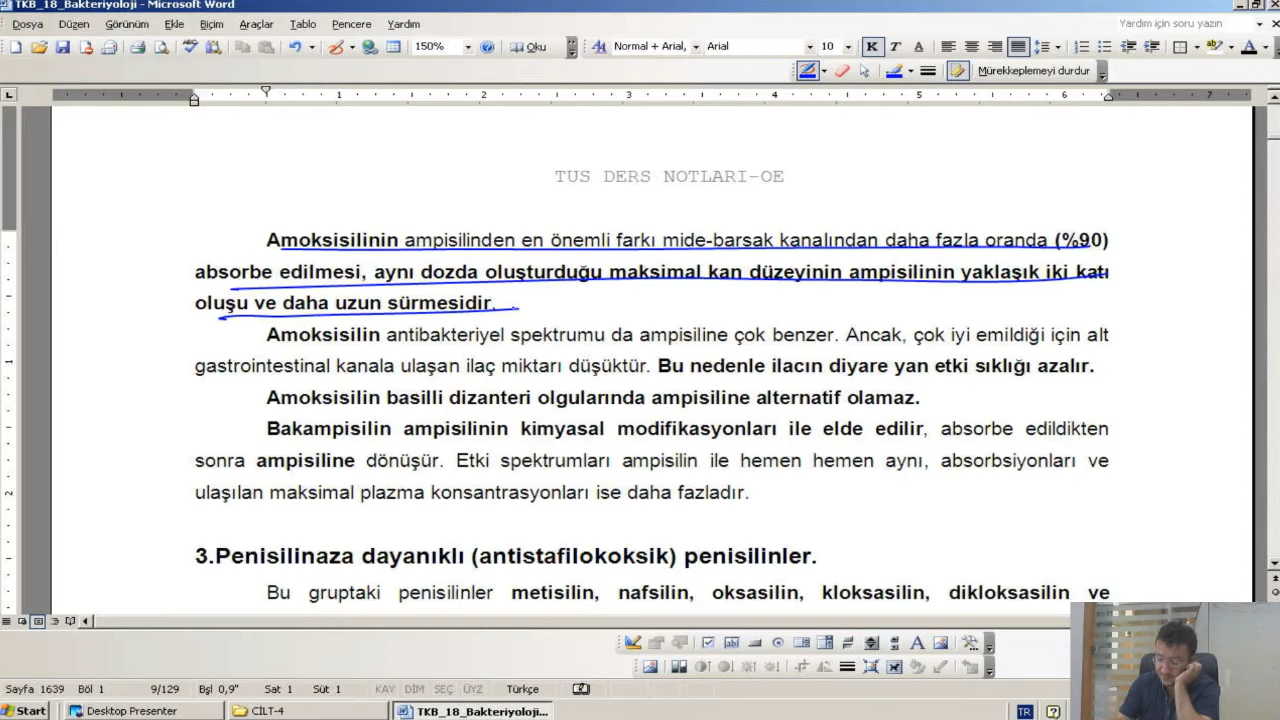 TKB_18_Bakteriyoloji - Microsoft Word
Dosya Düzen Görünüm Ekle Biçim Araçlar Tablo Pencere Yardım Yardım için soru yazın
150% Oku Normal + Arial, Arial 10 K T A
Mürekkeplemeyi durdur
1 2 3 4 5 6 7
TUS DERS NOTLARI-OE
Amoksisilinin ampisilinden en önemli farkı mide-barsak kanalından daha fazla oranda (%90)
absorbe edilmesi, aynı dozda oluşturduğu maksimal kan düzeyinin ampisilinin yaklaşık iki katı
oluşu ve daha uzun sürmesidir.
Amoksisilin antibakteriyel spektrumu da ampisiline çok benzer. Ancak, çok iyi emildiği için alt
gastrointestinal kanala ulaşan ilaç miktarı düşüktür. Bu nedenle ilacın diyare yan etki sıklığı azalır.
Amoksisilin basilli dizanteri olgularında ampisiline alternatif olamaz.
Bakampisilin ampisilinin kimyasal modifikasyonları ile elde edilir, absorbe edildikten
sonra ampisiline dönüşür. Etki spektrumları ampisilin ile hemen hemen aynı, absorbsiyonları ve
ulaşılan maksimal plazma konsantrasyonları ise daha fazladır.
3.Penisilinaza dayanıklı (antistafilokoksik) penisilinler.
Bu gruptaki penisilinler metisilin, nafsilin, oksasilin, kloksasilin, dikloksasilin ve
Sayfa 1639 Böl 1 9/129 Bşl 0,9" Sat 1 Süt 1 KAY DİM SEÇ ÜYZ Türkçe
Start Desktop Presenter CİLT-4 TKB_18_Bakteriyoloji... TR